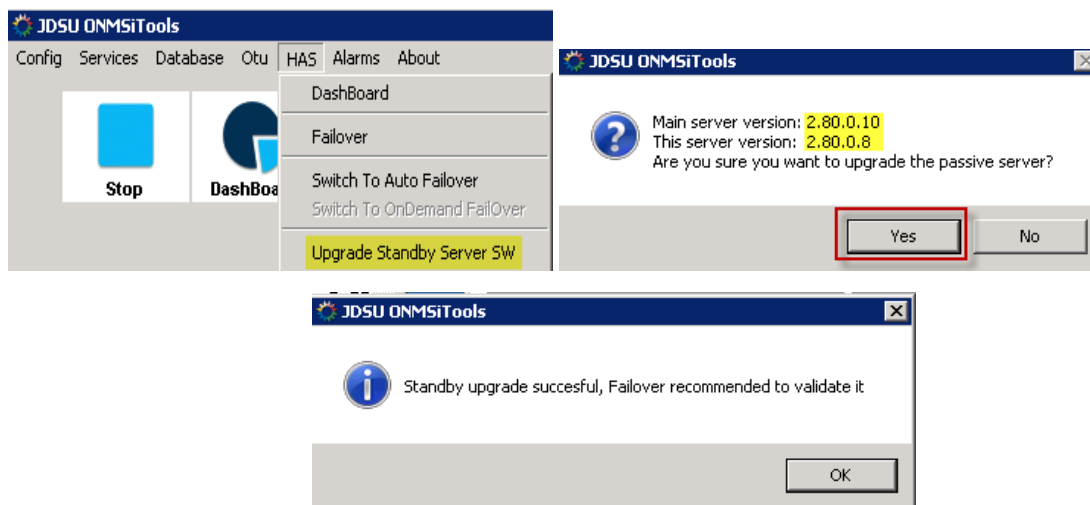 JDSU ONMSiTools
Config Services Database Otu HAS Alarms About
Stop
DashBoa
DashBoard
Failover
Switch To Auto Failover
Switch To OnDemand FailOver
Upgrade Standby Server SW
JDSU ONMSiTools
Main server version: 2.80.0.10
This server version: 2.80.0.8
Are you sure you want to upgrade the passive server?
Yes
No
JDSU ONMSiTools
Standby upgrade succesful, Failover recommended to validate it
OK